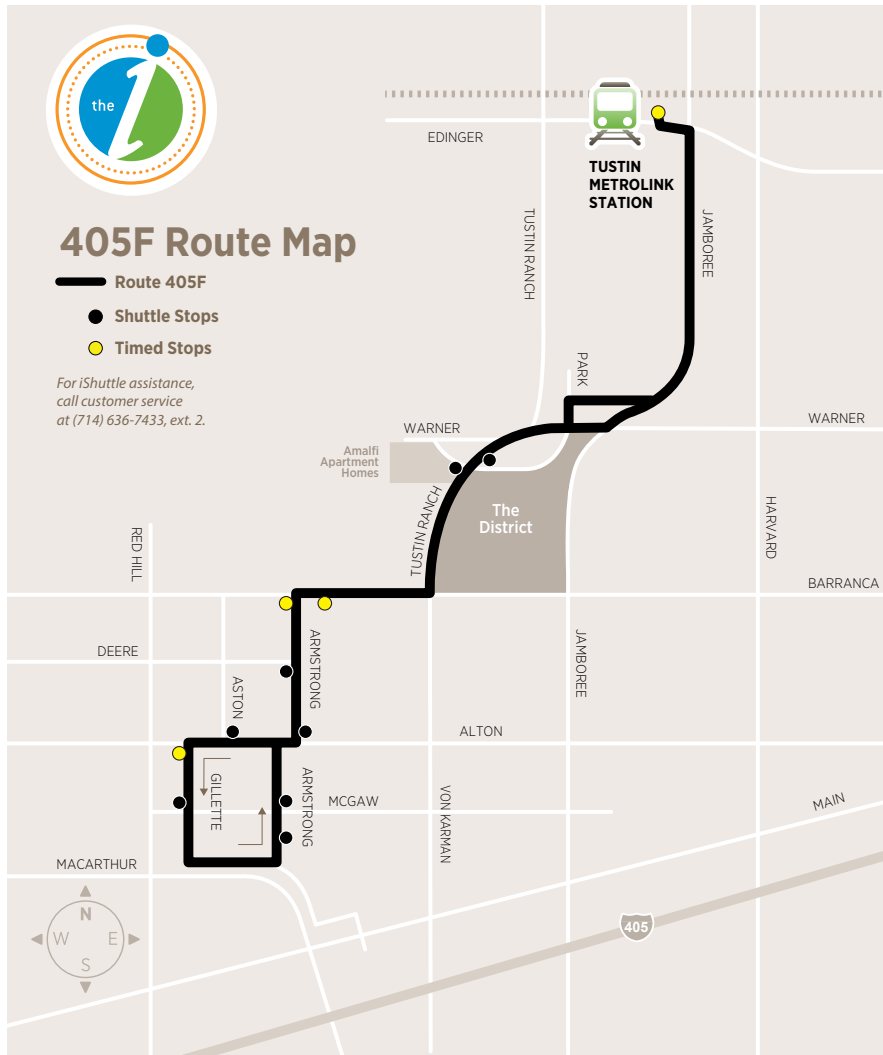 the i
405F Route Map
Route 405F
Shuttle Stops
Timed Stops
For iShuttle assistance,
call customer service
at (714) 636-7433, ext. 2.
EDINGER
TUSTIN
METROLINK
STATION
TUSTIN RANCH
JAMBOREE
PARK
WARNER
WARNER
Amalfi
Apartment
Homes
TUSTIN RANCH
The
District
HARVARD
RED HILL
BARRANCA
DEERE
ARMSTRONG
JAMBOREE
ASTON
ALTON
GILLETTE
ARMSTRONG
MCGAW
VON KARMAN
MAIN
MACARTHUR
N
W E
S
405